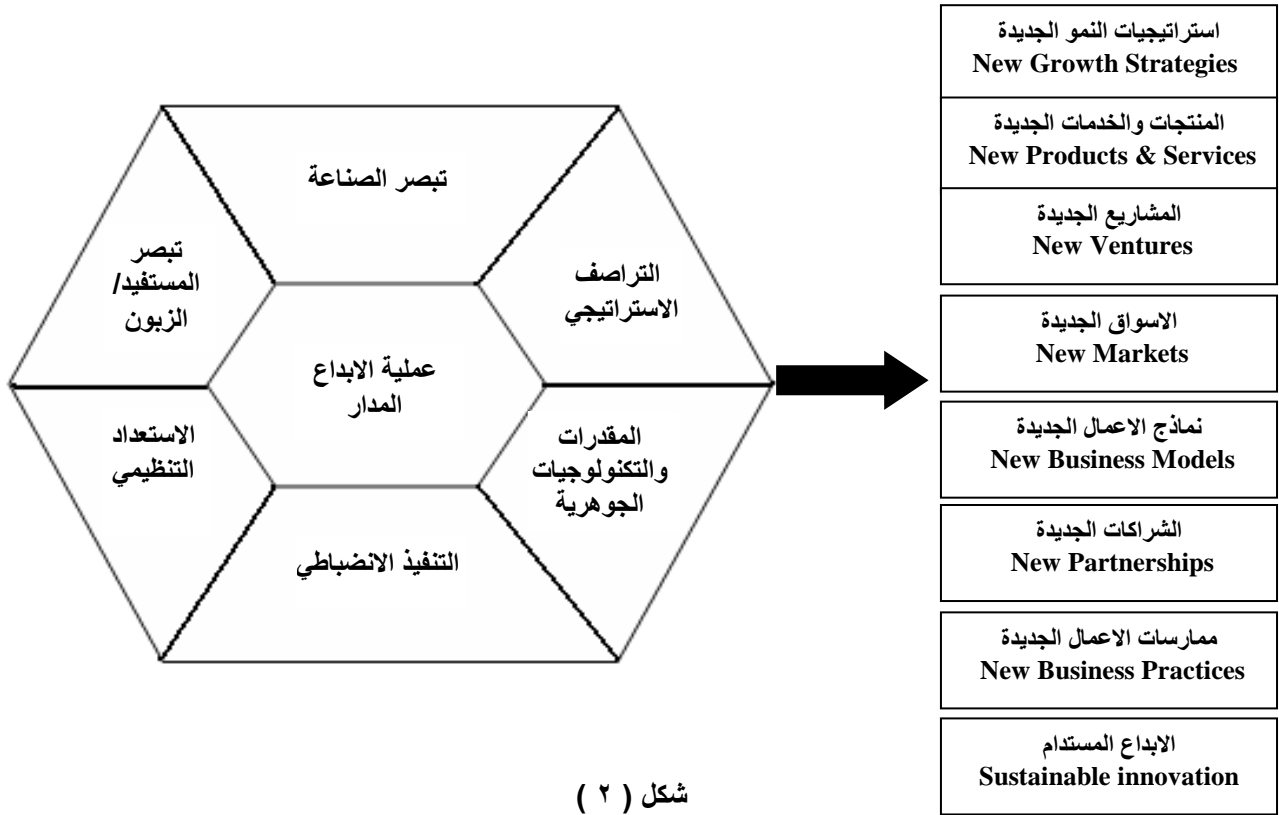 تبصر الصناعة
التراصف
الاستراتيجي
المقدرات
والتكنولوجيات
الجوهرية
التنفيذ الانضباطي
الاستعداد
التنظيمي
تبصر
المستفيد/
الزبون
عملية الابداع
المدار
استراتيجيات النمو الجديدة
New Growth Strategies
المنتجات والخدمات الجديدة
New Products & Services
المشاريع الجديدة
New Ventures
الاسواق الجديدة
New Markets
نماذج الاعمال الجديدة
New Business Models
الشراكات الجديدة
New Partnerships
ممارسات الاعمال الجديدة
New Business Practices
الابداع المستدام
Sustainable innovation
شكل ( ٢ )